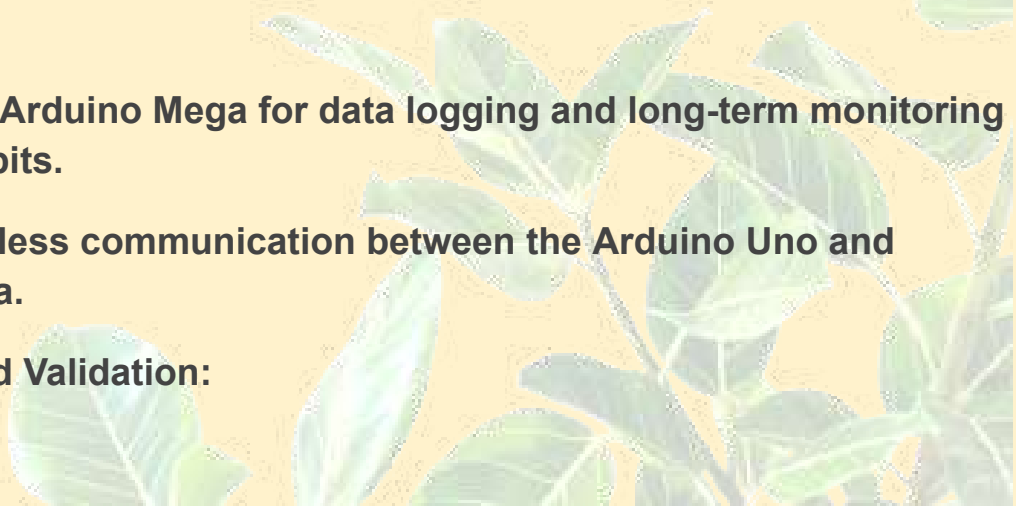 Arduino Mega for data logging and long-term monitoring
bits.
less communication between the Arduino Uno and
a.
d Validation: